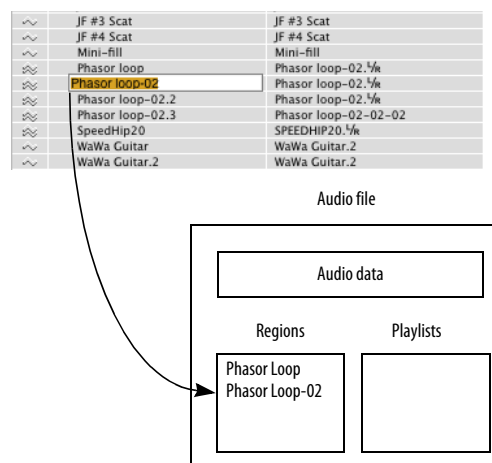 JF #3 Scat JF #3 Scat
JF #4 Scat JF #4 Scat
Mini-fill Mini-fill
Phasor loop Phasor loop-02.L/R
Phasor loop-02 Phasor loop-02.L/R
Phasor loop-02.2 Phasor loop-02.L/R
Phasor loop-02.3 Phasor loop-02-02-02
SpeedHip20 SPEEDHIP20.L/R
WaWa Guitar WaWa Guitar.2
WaWa Guitar.2 WaWa Guitar.2
Audio file
Audio data
Regions Playlists
Phasor Loop
Phasor Loop-02